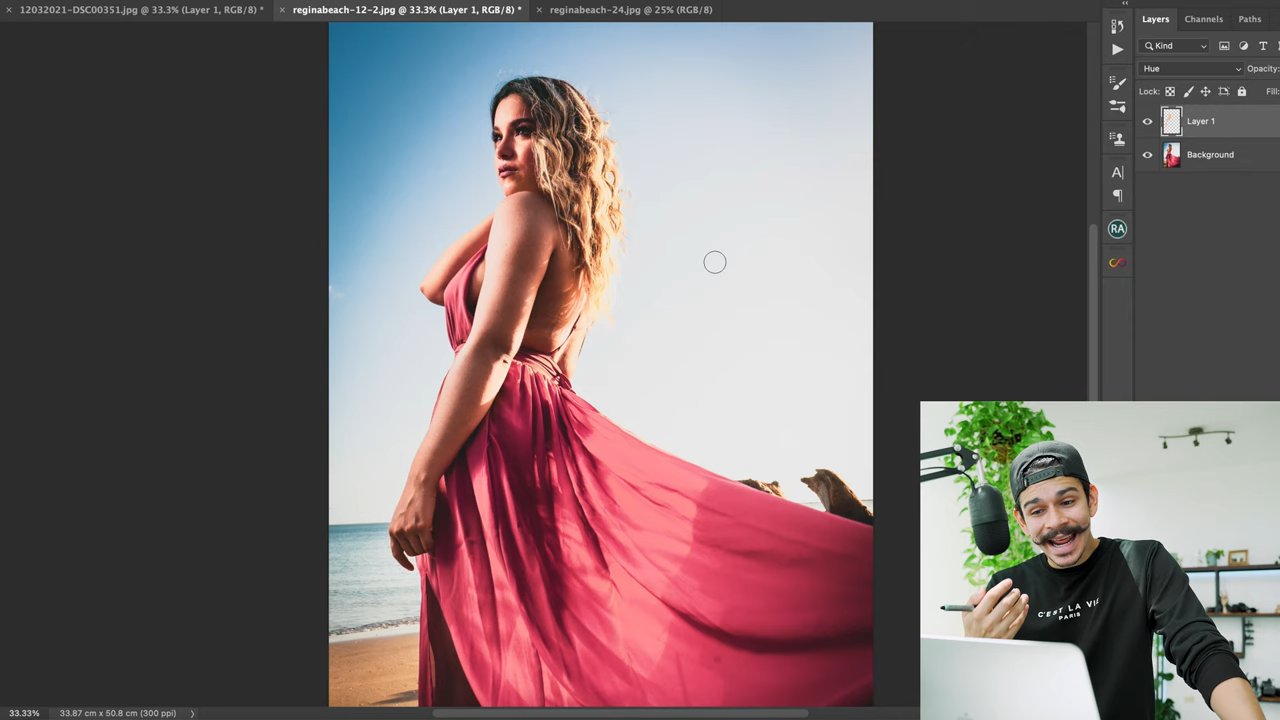 12032021-DSC00351.jpg @ 33.3% (Layer 1, RGB/8) *
reginabeach-12-2.jpg @ 33.3% (Layer 1, RGB/8) *
reginabeach-24.jpg @ 25% (RGB/8)
Layers Channels Paths
Kind
Hue Opacity:
Lock: Fill:
Layer 1
Background
A
RA
C'EST LA VIE
PARIS
33.33% 33.87 cm x 50.8 cm (300 ppi)